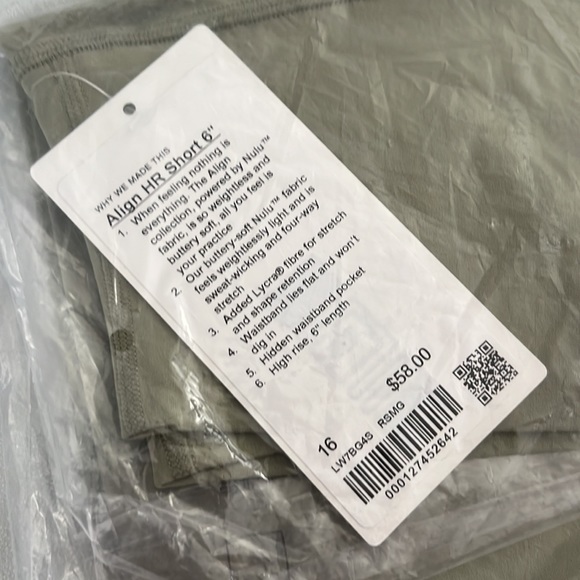 WHY WE MADE THIS
Align HR Short 6"
1. When feeling nothing is
everything. The Align
collection, powered by Nulu™
fabric, is so weightless and
buttery soft, all you feel is
your practice
2. Our buttery-soft Nulu™ fabric
feels weightlessly light and is
sweat-wicking and four-way
stretch
3. Added Lycra® fibre for stretch
and shape retention
4. Waistband lies flat and won't
dig in
5. Hidden waistband pocket
6. High rise, 6" length
$58.00
16
LW7BG4S RSMG
000127452642